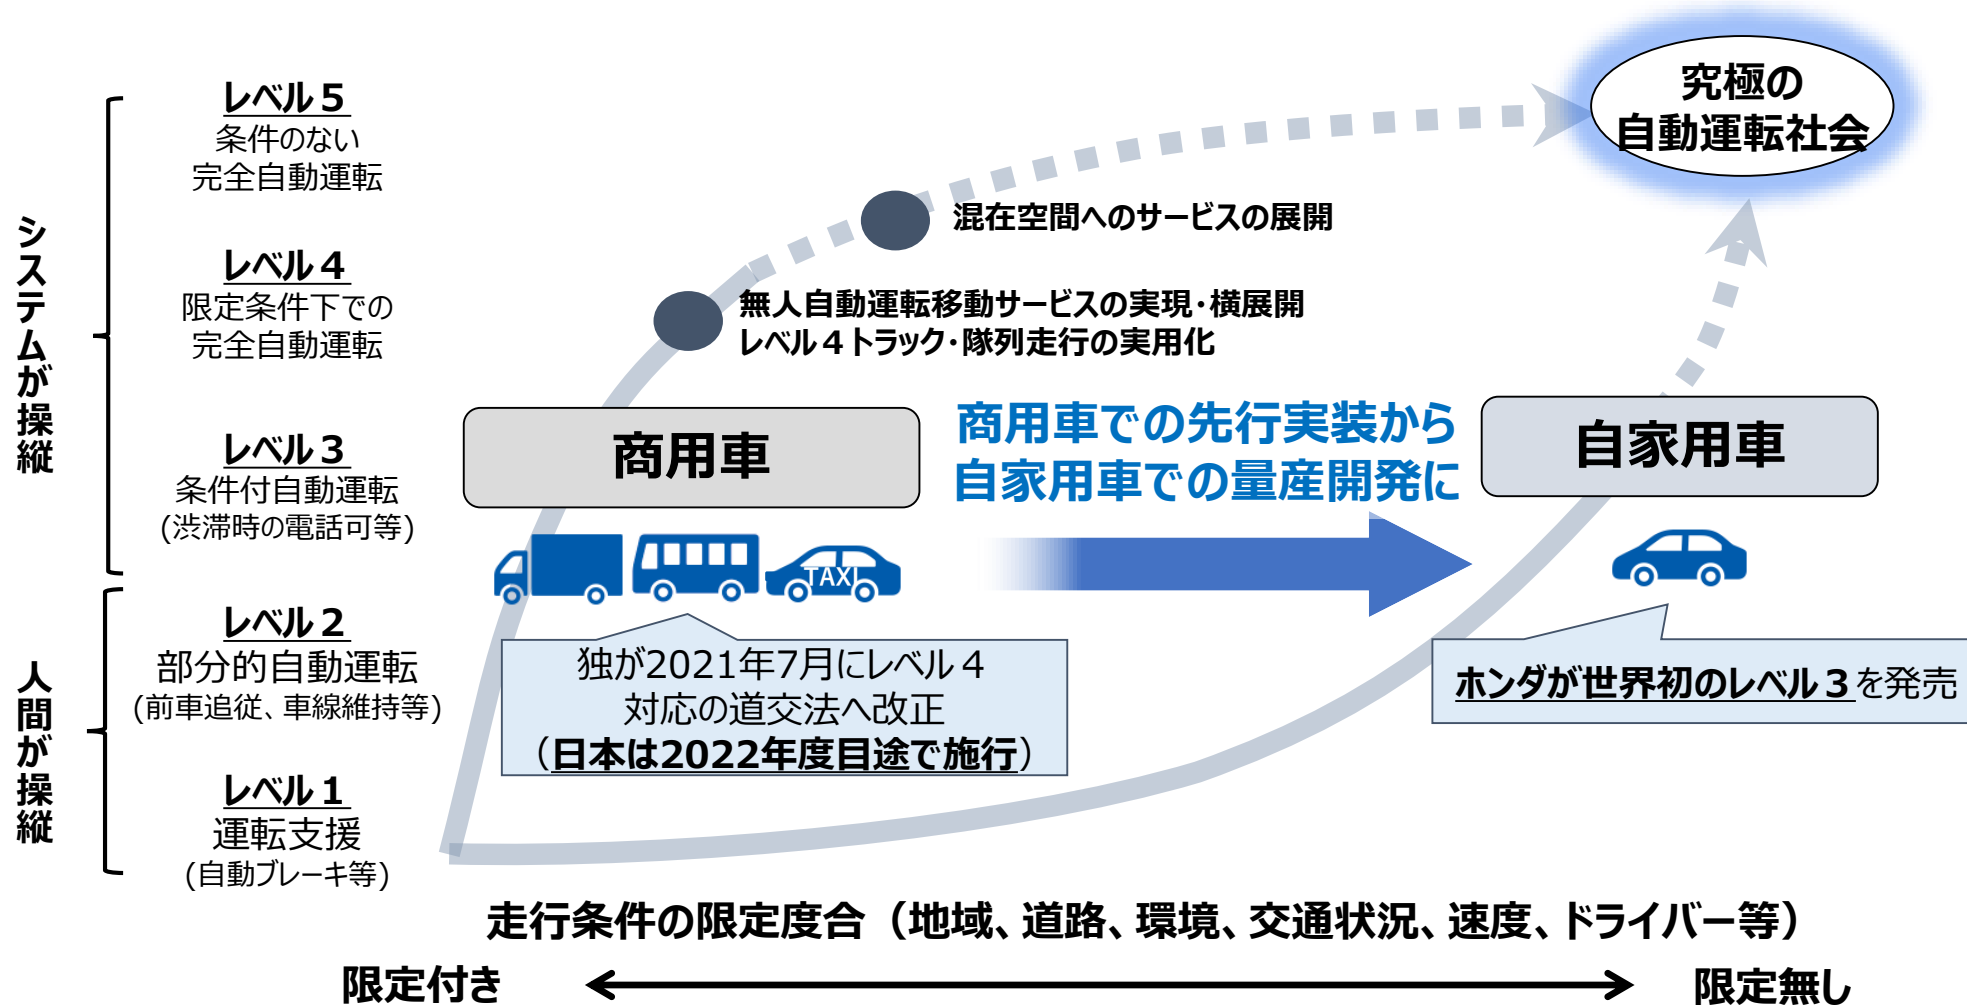 システムが操縦
レベル５
条件のない
完全自動運転
レベル４
限定条件下での
完全自動運転
レベル３
条件付自動運転
(渋滞時の電話可等)
人間が操縦
レベル２
部分的自動運転
(前車追従、車線維持等)
レベル１
運転支援
(自動ブレーキ等)
究極の
自動運転社会
混在空間へのサービスの展開
無人自動運転移動サービスの実現・横展開
レベル４トラック・隊列走行の実用化
商用車
商用車での先行実装から
自家用車での量産開発に
自家用車
TAXI
独が2021年7月にレベル４
対応の道交法へ改正
（日本は2022年度目途で施行）
ホンダが世界初のレベル３を発売
走行条件の限定度合（地域、道路、環境、交通状況、速度、ドライバー等）
限定付き
限定無し